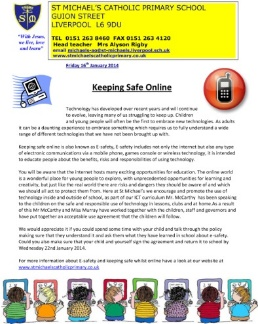 ST MICHAEL'S CATHOLIC PRIMARY SCHOOL
GUION STREET
LIVERPOOL L6 9DU
"With Jesus, we live, love and learn"
TEL 0151 263 8460 FAX 0151 263 4120
Head teacher Mrs Alyson Rigby
Friday 16th January 2014
Keeping Safe Online
Technology has developed over recent years and will continue
to evolve, leaving many of us struggling to keep up. Children
and young people will often be the first to embrace new technologies. As adults
it can be a daunting experience to embrace something which requires us to fully understand a wide
range of different technologies that we have not been brought up with.
Keeping safe online is also known as E safety, E safety includes not only the internet but also any type
of electronic communications via a mobile phones, game console or wireless technology. It is intended
to educate people about the benefits, risks and responsibilities of using technology.
You will be aware that the Internet holds many exciting opportunities for education. The online world
is a wonderful place for young people to explore, with unprecedented opportunities for learning and
creativity, but just like the real world there are risks and dangers they should be aware of and which
we should all act to protect them from. Here at St Michael's we encourage and promote the use of
technology inside and outside of school, as part of our ICT curriculum Mr. McCarthy has been speaking
to the children on the safe and responsible use of technology in lessons, clubs and at home.As a result
of this Mr McCarthy and Miss Murray have worked together with the children, staff and governors and
have put together an acceptable use agreement that the children will follow.
We would appreciate it if you could spend some time with your child and talk through the policy
making sure that they understand it and ask them what they have learned in school about e-safety.
Could you also make sure that your child and yourself sign the agreement and return it to school by
Wednesday 22nd January 2014.
For more information about E-safety and keeping safe whilst online have a look at our website at
www.stmichaelscatholicprimary.co.uk